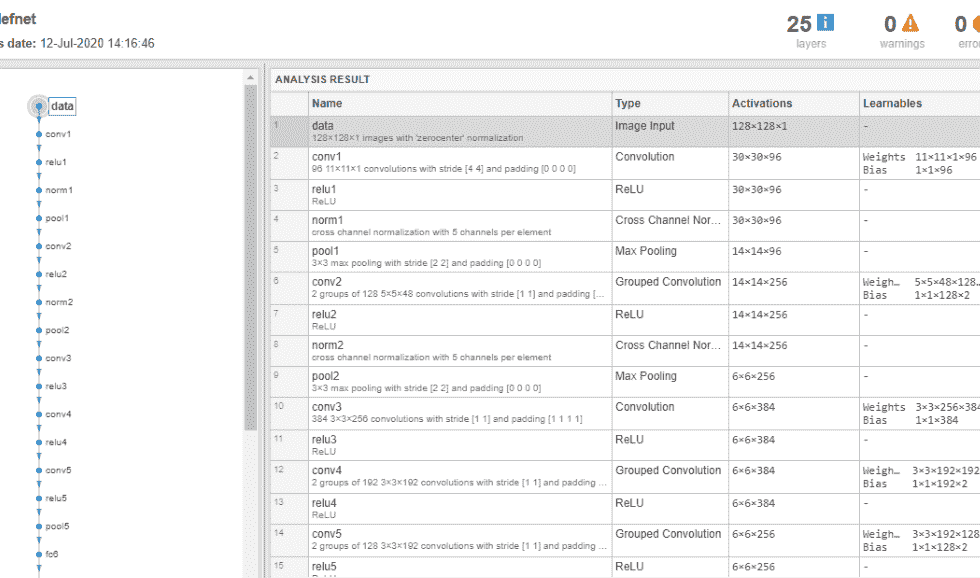 efnet
s date: 12-Jul-2020 14:16:46
25 i
layers
0
warnings
0
erro
data
conv1
relu1
norm1
pool1
conv2
relu2
norm2
pool2
conv3
relu3
conv4
relu4
conv5
relu5
pool5
fc6
ANALYSIS RESULT
Name Type Activations Learnables
1 data Image Input 128×128×1 -
128×128×1 images with 'zerocenter' normalization
2 conv1 Convolution 30×30×96 Weights 11×11×1×96
96 11×11×1 convolutions with stride [4 4] and padding [0 0 0 0] Bias 1×1×96
3 relu1 ReLU 30×30×96 -
ReLU
4 norm1 Cross Channel Nor... 30×30×96 -
cross channel normalization with 5 channels per element
5 pool1 Max Pooling 14×14×96 -
3×3 max pooling with stride [2 2] and padding [0 0 0 0]
6 conv2 Grouped Convolution 14×14×256 Weigh... 5×5×48×128...
2 groups of 128 5×5×48 convolutions with stride [1 1] and padding [... Bias 1×1×128×2
7 relu2 ReLU 14×14×256 -
ReLU
8 norm2 Cross Channel Nor... 14×14×256 -
cross channel normalization with 5 channels per element
9 pool2 Max Pooling 6×6×256 -
3×3 max pooling with stride [2 2] and padding [0 0 0 0]
10 conv3 Convolution 6×6×384 Weights 3×3×256×384
384 3×3×256 convolutions with stride [1 1] and padding [1 1 1 1] Bias 1×1×384
11 relu3 ReLU 6×6×384 -
ReLU
12 conv4 Grouped Convolution 6×6×384 Weigh... 3×3×192×192
2 groups of 192 3×3×192 convolutions with stride [1 1] and padding ... Bias 1×1×192×2
13 relu4 ReLU 6×6×384 -
ReLU
14 conv5 Grouped Convolution 6×6×256 Weigh... 3×3×192×128
2 groups of 128 3×3×192 convolutions with stride [1 1] and padding ... Bias 1×1×128×2
15 relu5 ReLU 6×6×256 -